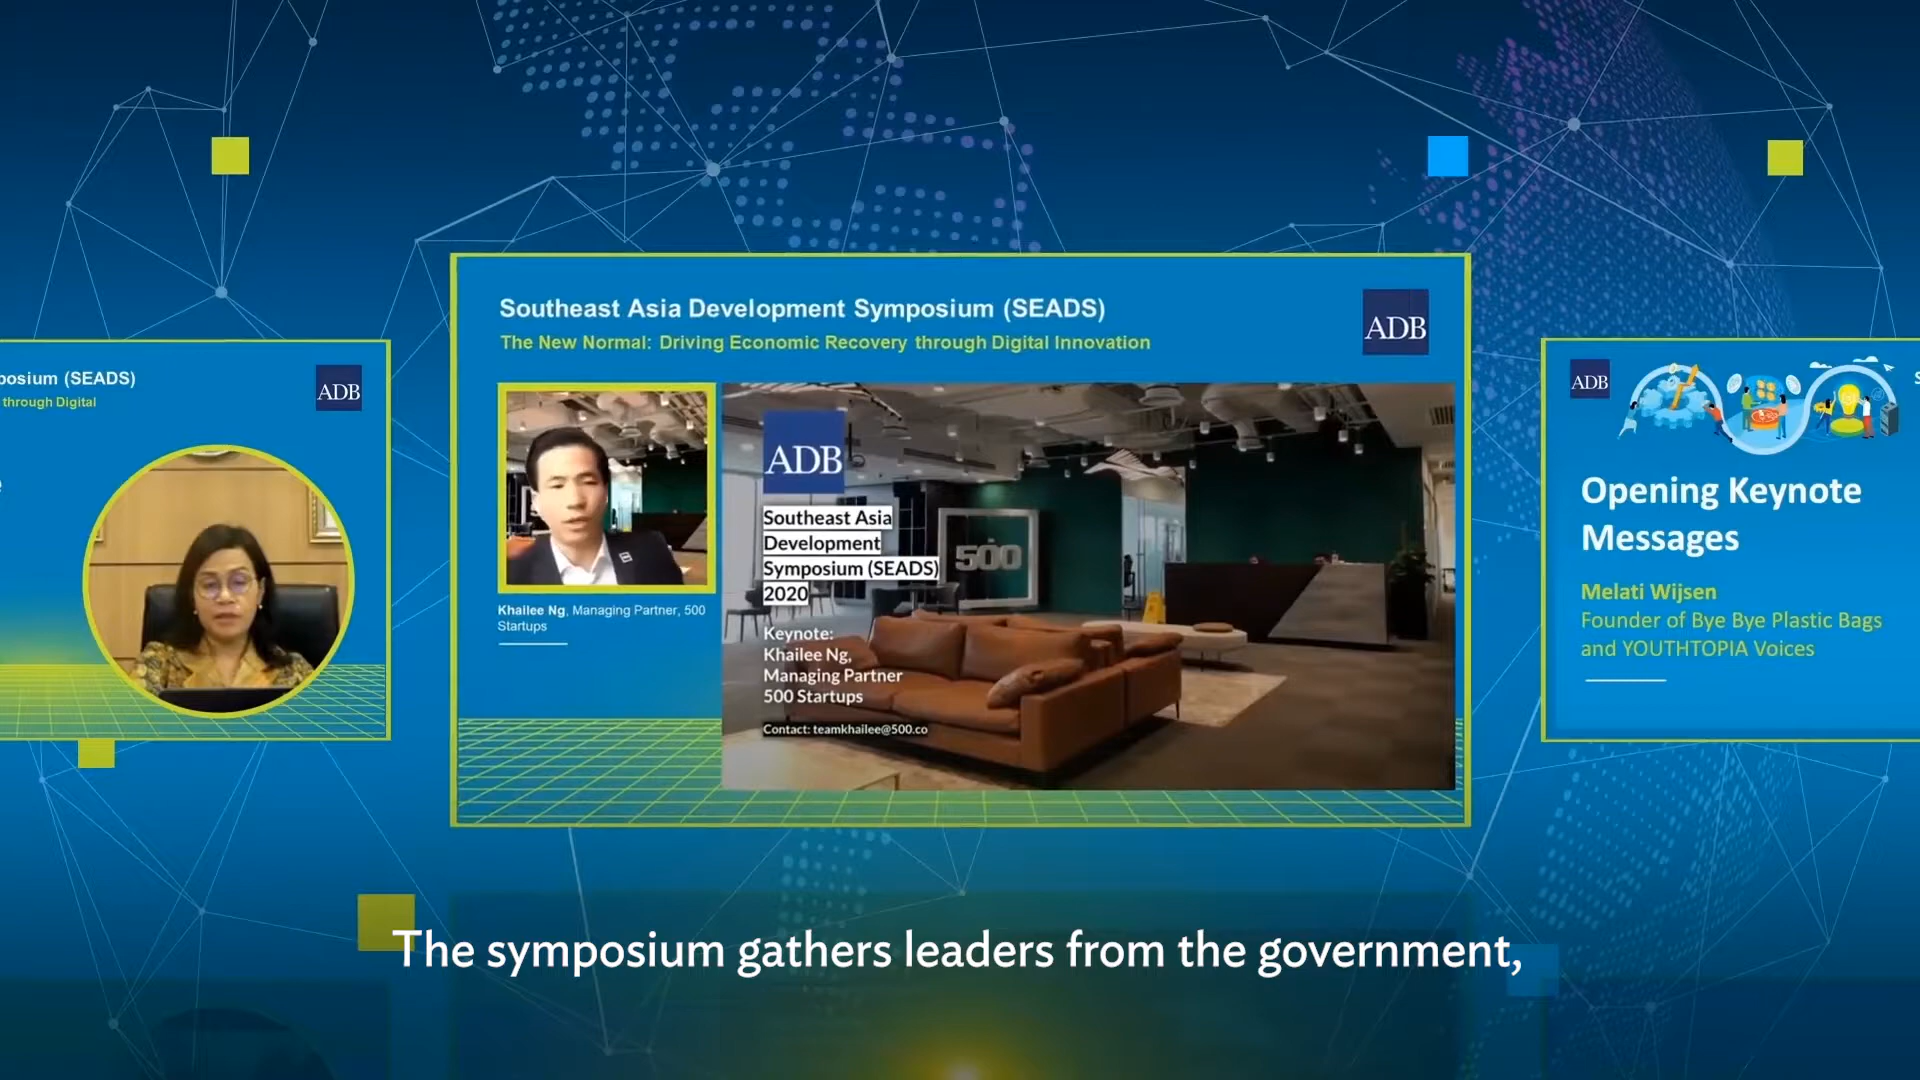 posium (SEADS)
through Digital
ADB
Southeast Asia Development Symposium (SEADS)
The New Normal: Driving Economic Recovery through Digital Innovation
ADB
Khailee Ng, Managing Partner, 500
Startups
ADB
Southeast Asia
Development
Symposium (SEADS)
2020
Keynote:
Khailee Ng,
Managing Partner
500 Startups
Contact: teamkhailee@500.co
500
ADB
Opening Keynote
Messages
Melati Wijsen
Founder of Bye Bye Plastic Bags
and YOUTHTOPIA Voices
The symposium gathers leaders from the government,